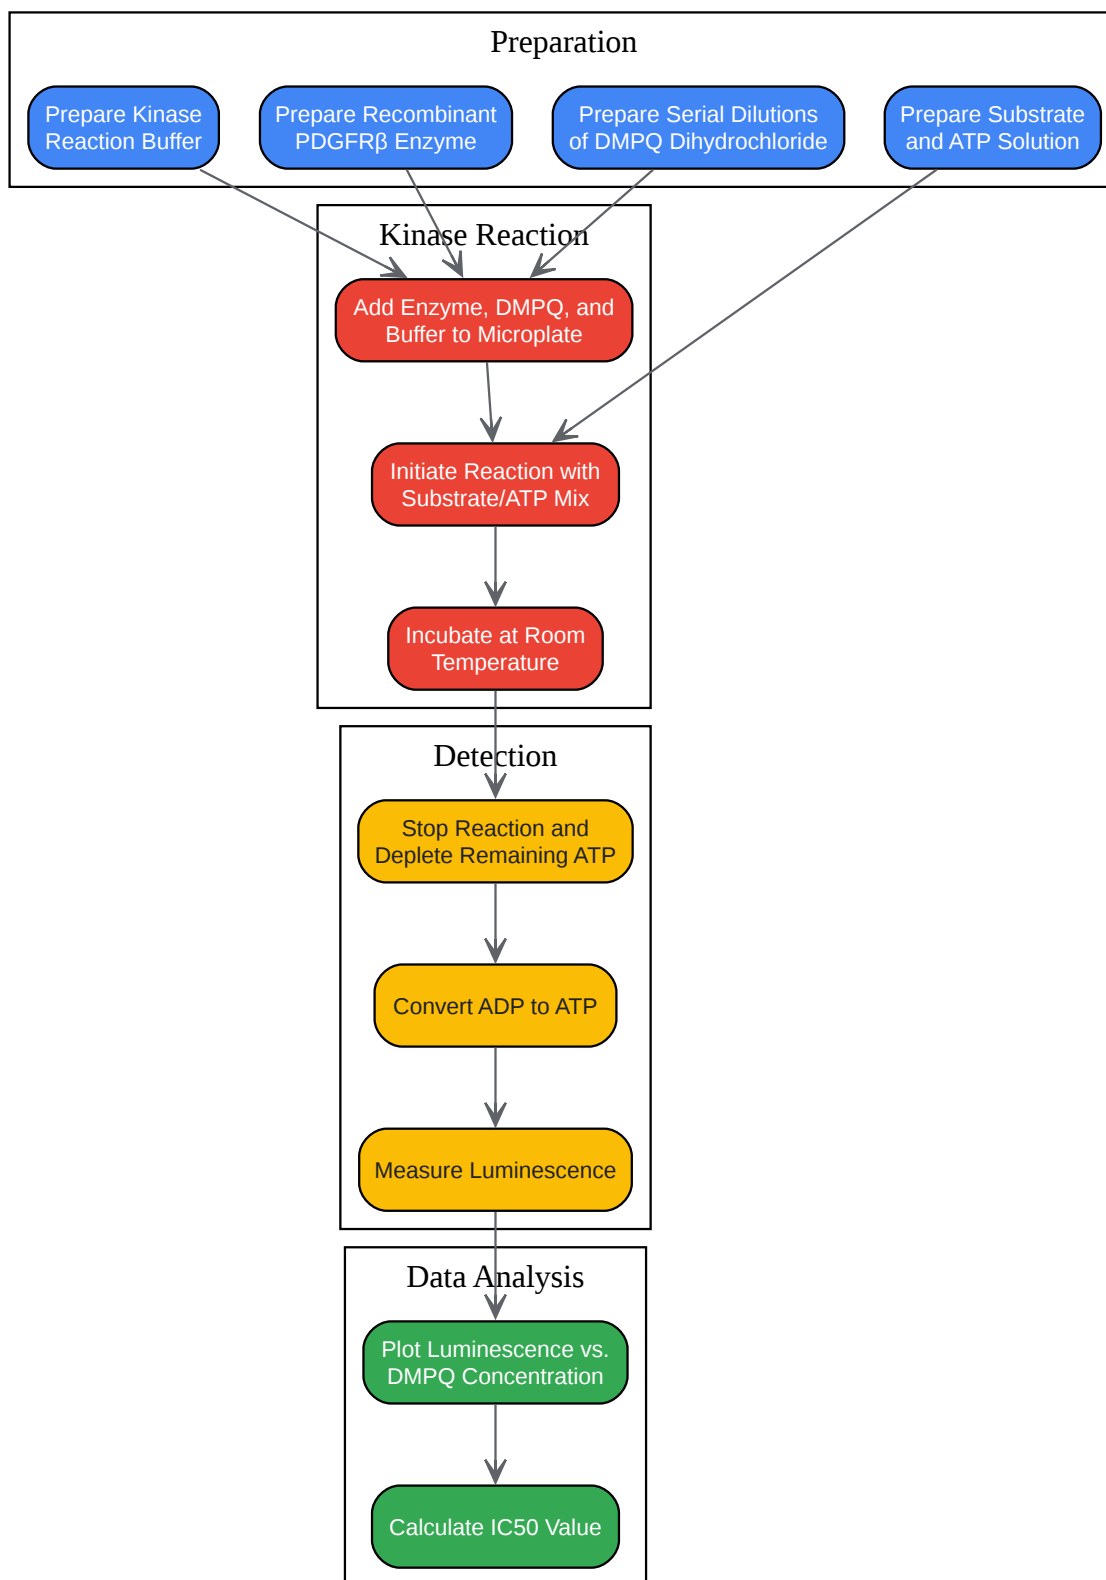 Preparation
Prepare Kinase
Reaction Buffer
Prepare Recombinant
PDGFRβ Enzyme
Prepare Serial Dilutions
of DMPQ Dihydrochloride
Prepare Substrate
and ATP Solution
Kinase Reaction
Add Enzyme, DMPQ, and
Buffer to Microplate
Initiate Reaction with
Substrate/ATP Mix
Incubate at Room
Temperature
Detection
Stop Reaction and
Deplete Remaining ATP
Convert ADP to ATP
Measure Luminescence
Data Analysis
Plot Luminescence vs.
DMPQ Concentration
Calculate IC50 Value